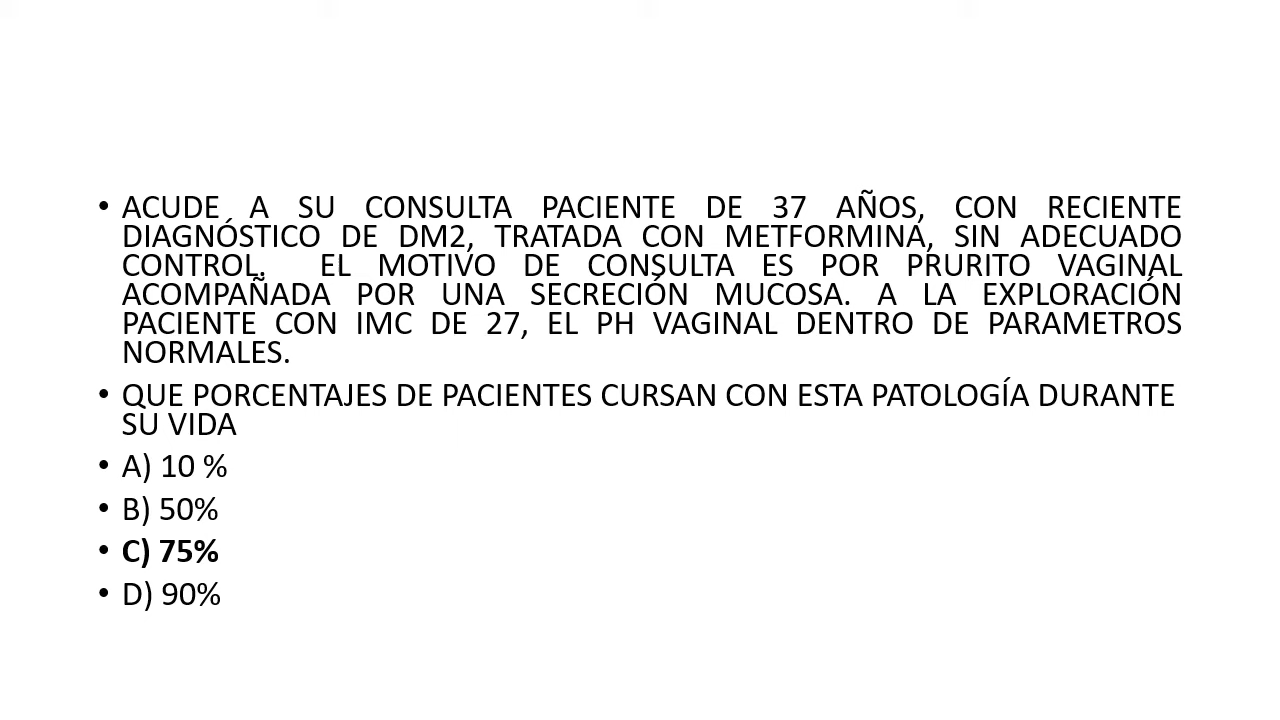 • ACUDE A SU CONSULTA PACIENTE DE 37 AÑOS, CON RECIENTE
DIAGNÓSTICO DE DM2, TRATADA CON METFORMINA, SIN ADECUADO
CONTROL. EL MOTIVO DE CONSULTA ES POR PRURITO VAGINAL
ACOMPAÑADA POR UNA SECRECIÓN MUCOSA. A LA EXPLORACIÓN
PACIENTE CON IMC DE 27, EL PH VAGINAL DENTRO DE PARAMETROS
NORMALES.
• QUE PORCENTAJES DE PACIENTES CURSAN CON ESTA PATOLOGÍA DURANTE
SU VIDA
• A) 10 %
• B) 50%
• C) 75%
• D) 90%